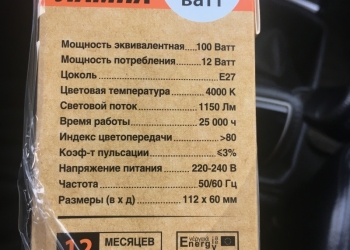 ватт
Мощность эквивалентная 100 Ватт
Мощность потребления 12 Ватт
Цоколь E27
Цветовая температура 4000 К
Световой поток 1150 Лм
Время работы 25 000 ч
Индекс цветопередачи >80
Коэф-т пульсации ≤3%
Напряжение питания 220-240 В
Частота 50/60 Гц
Размеры (в х д) 112 х 60 мм
12 МЕСЯЦЕВ Energy